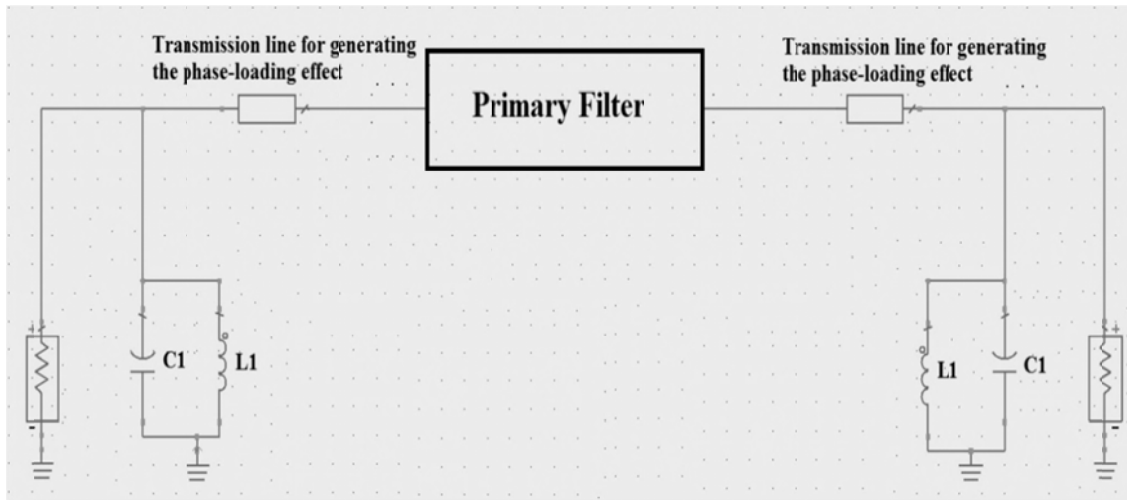 Transmission line for generating
the phase-loading effect
Primary Filter
Transmission line for generating
the phase-loading effect
C1
L1
L1
C1
+
-
+
-